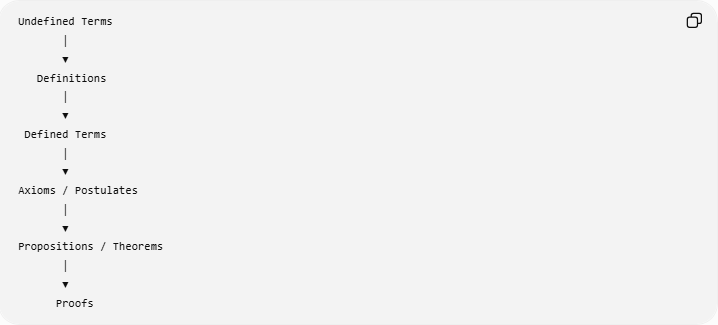 Undefined Terms
│
▼
Definitions
│
▼
Defined Terms
│
▼
Axioms / Postulates
│
▼
Propositions / Theorems
│
▼
Proofs